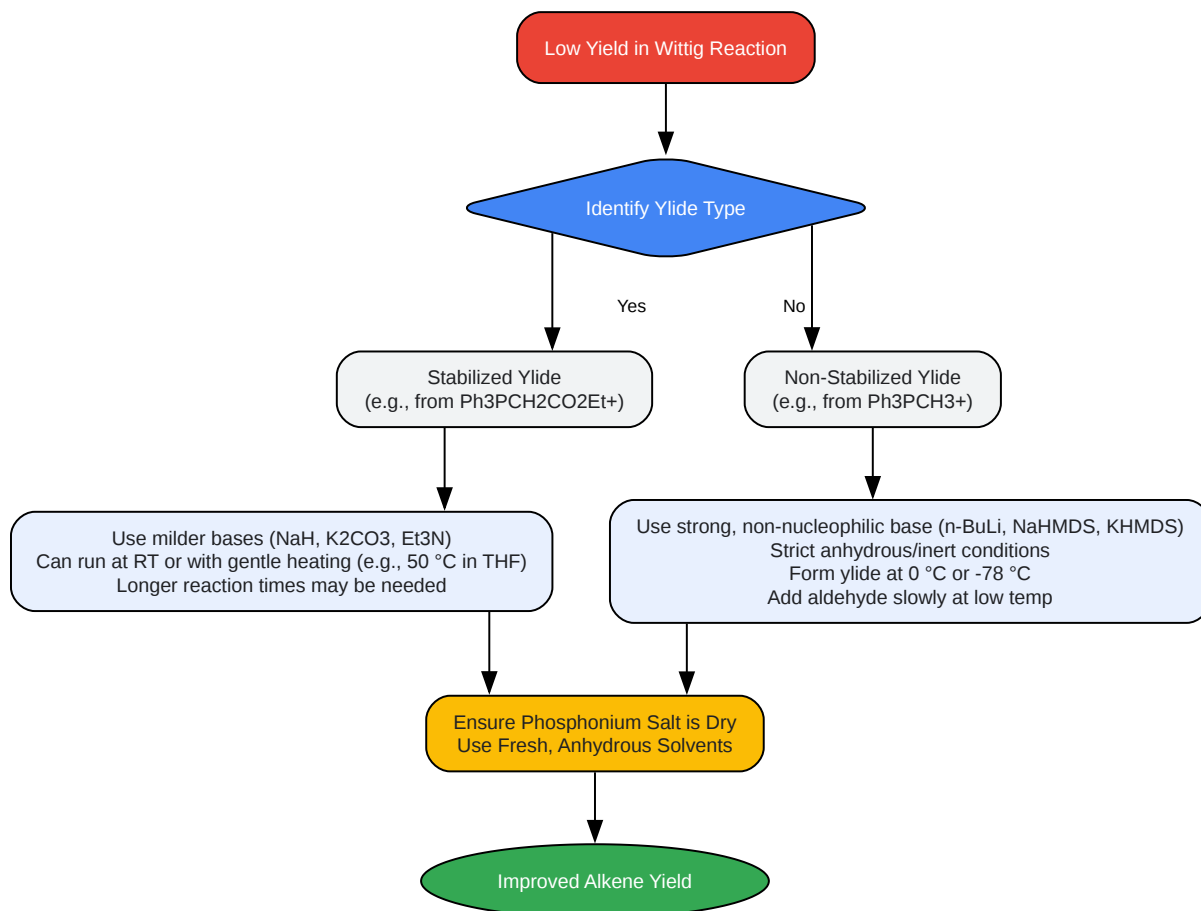 Low Yield in Wittig Reaction
Identify Ylide Type
Yes
No
Stabilized Ylide
(e.g., from Ph3PCH2CO2Et+)
Non-Stabilized Ylide
(e.g., from Ph3PCH3+)
Use milder bases (NaH, K2CO3, Et3N)
Can run at RT or with gentle heating (e.g., 50 °C in THF)
Longer reaction times may be needed
Use strong, non-nucleophilic base (n-BuLi, NaHMDS, KHMDS)
Strict anhydrous/inert conditions
Form ylide at 0 °C or -78 °C
Add aldehyde slowly at low temp
Ensure Phosphonium Salt is Dry
Use Fresh, Anhydrous Solvents
Improved Alkene Yield